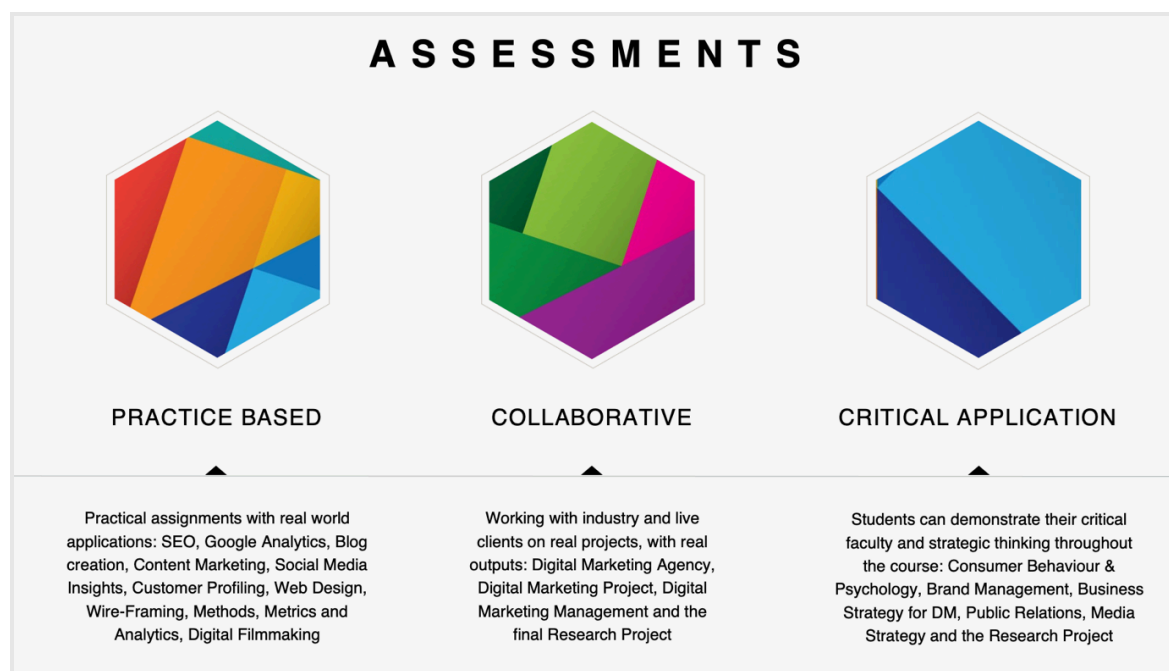 ASSESSMENTS
PRACTICE BASED
Practical assignments with real world
applications: SEO, Google Analytics, Blog
creation, Content Marketing, Social Media
Insights, Customer Profiling, Web Design,
Wire-Framing, Methods, Metrics and
Analytics, Digital Filmmaking
COLLABORATIVE
Working with industry and live
clients on real projects, with real
outputs: Digital Marketing Agency,
Digital Marketing Project, Digital
Marketing Management and the
final Research Project
CRITICAL APPLICATION
Students can demonstrate their critical
faculty and strategic thinking throughout
the course: Consumer Behaviour &
Psychology, Brand Management, Business
Strategy for DM, Public Relations, Media
Strategy and the Research Project